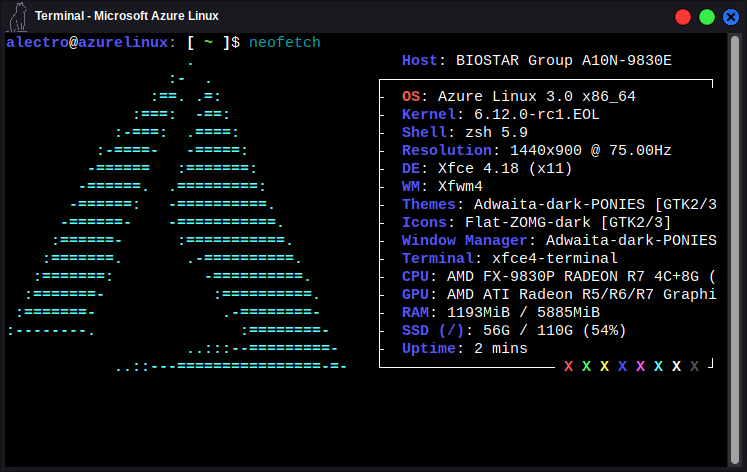 Terminal - Microsoft Azure Linux
alectro@azurelinux: [ ~ ]$ neofetch
Host: BIOSTAR Group A10N-9830E
OS: Azure Linux 3.0 x86_64
Kernel: 6.12.0-rc1.EOL
Shell: zsh 5.9
Resolution: 1440x900 @ 75.00Hz
DE: Xfce 4.18 (x11)
WM: Xfwm4
Themes: Adwaita-dark-PONIES [GTK2/3
Icons: Flat-ZOMG-dark [GTK2/3]
Window Manager: Adwaita-dark-PONIES
Terminal: xfce4-terminal
CPU: AMD FX-9830P RADEON R7 4C+8G (
GPU: AMD ATI Radeon R5/R6/R7 Graphi
RAM: 1193MiB / 5885MiB
SSD (/): 56G / 110G (54%)
Uptime: 2 mins
X X X X X X X X